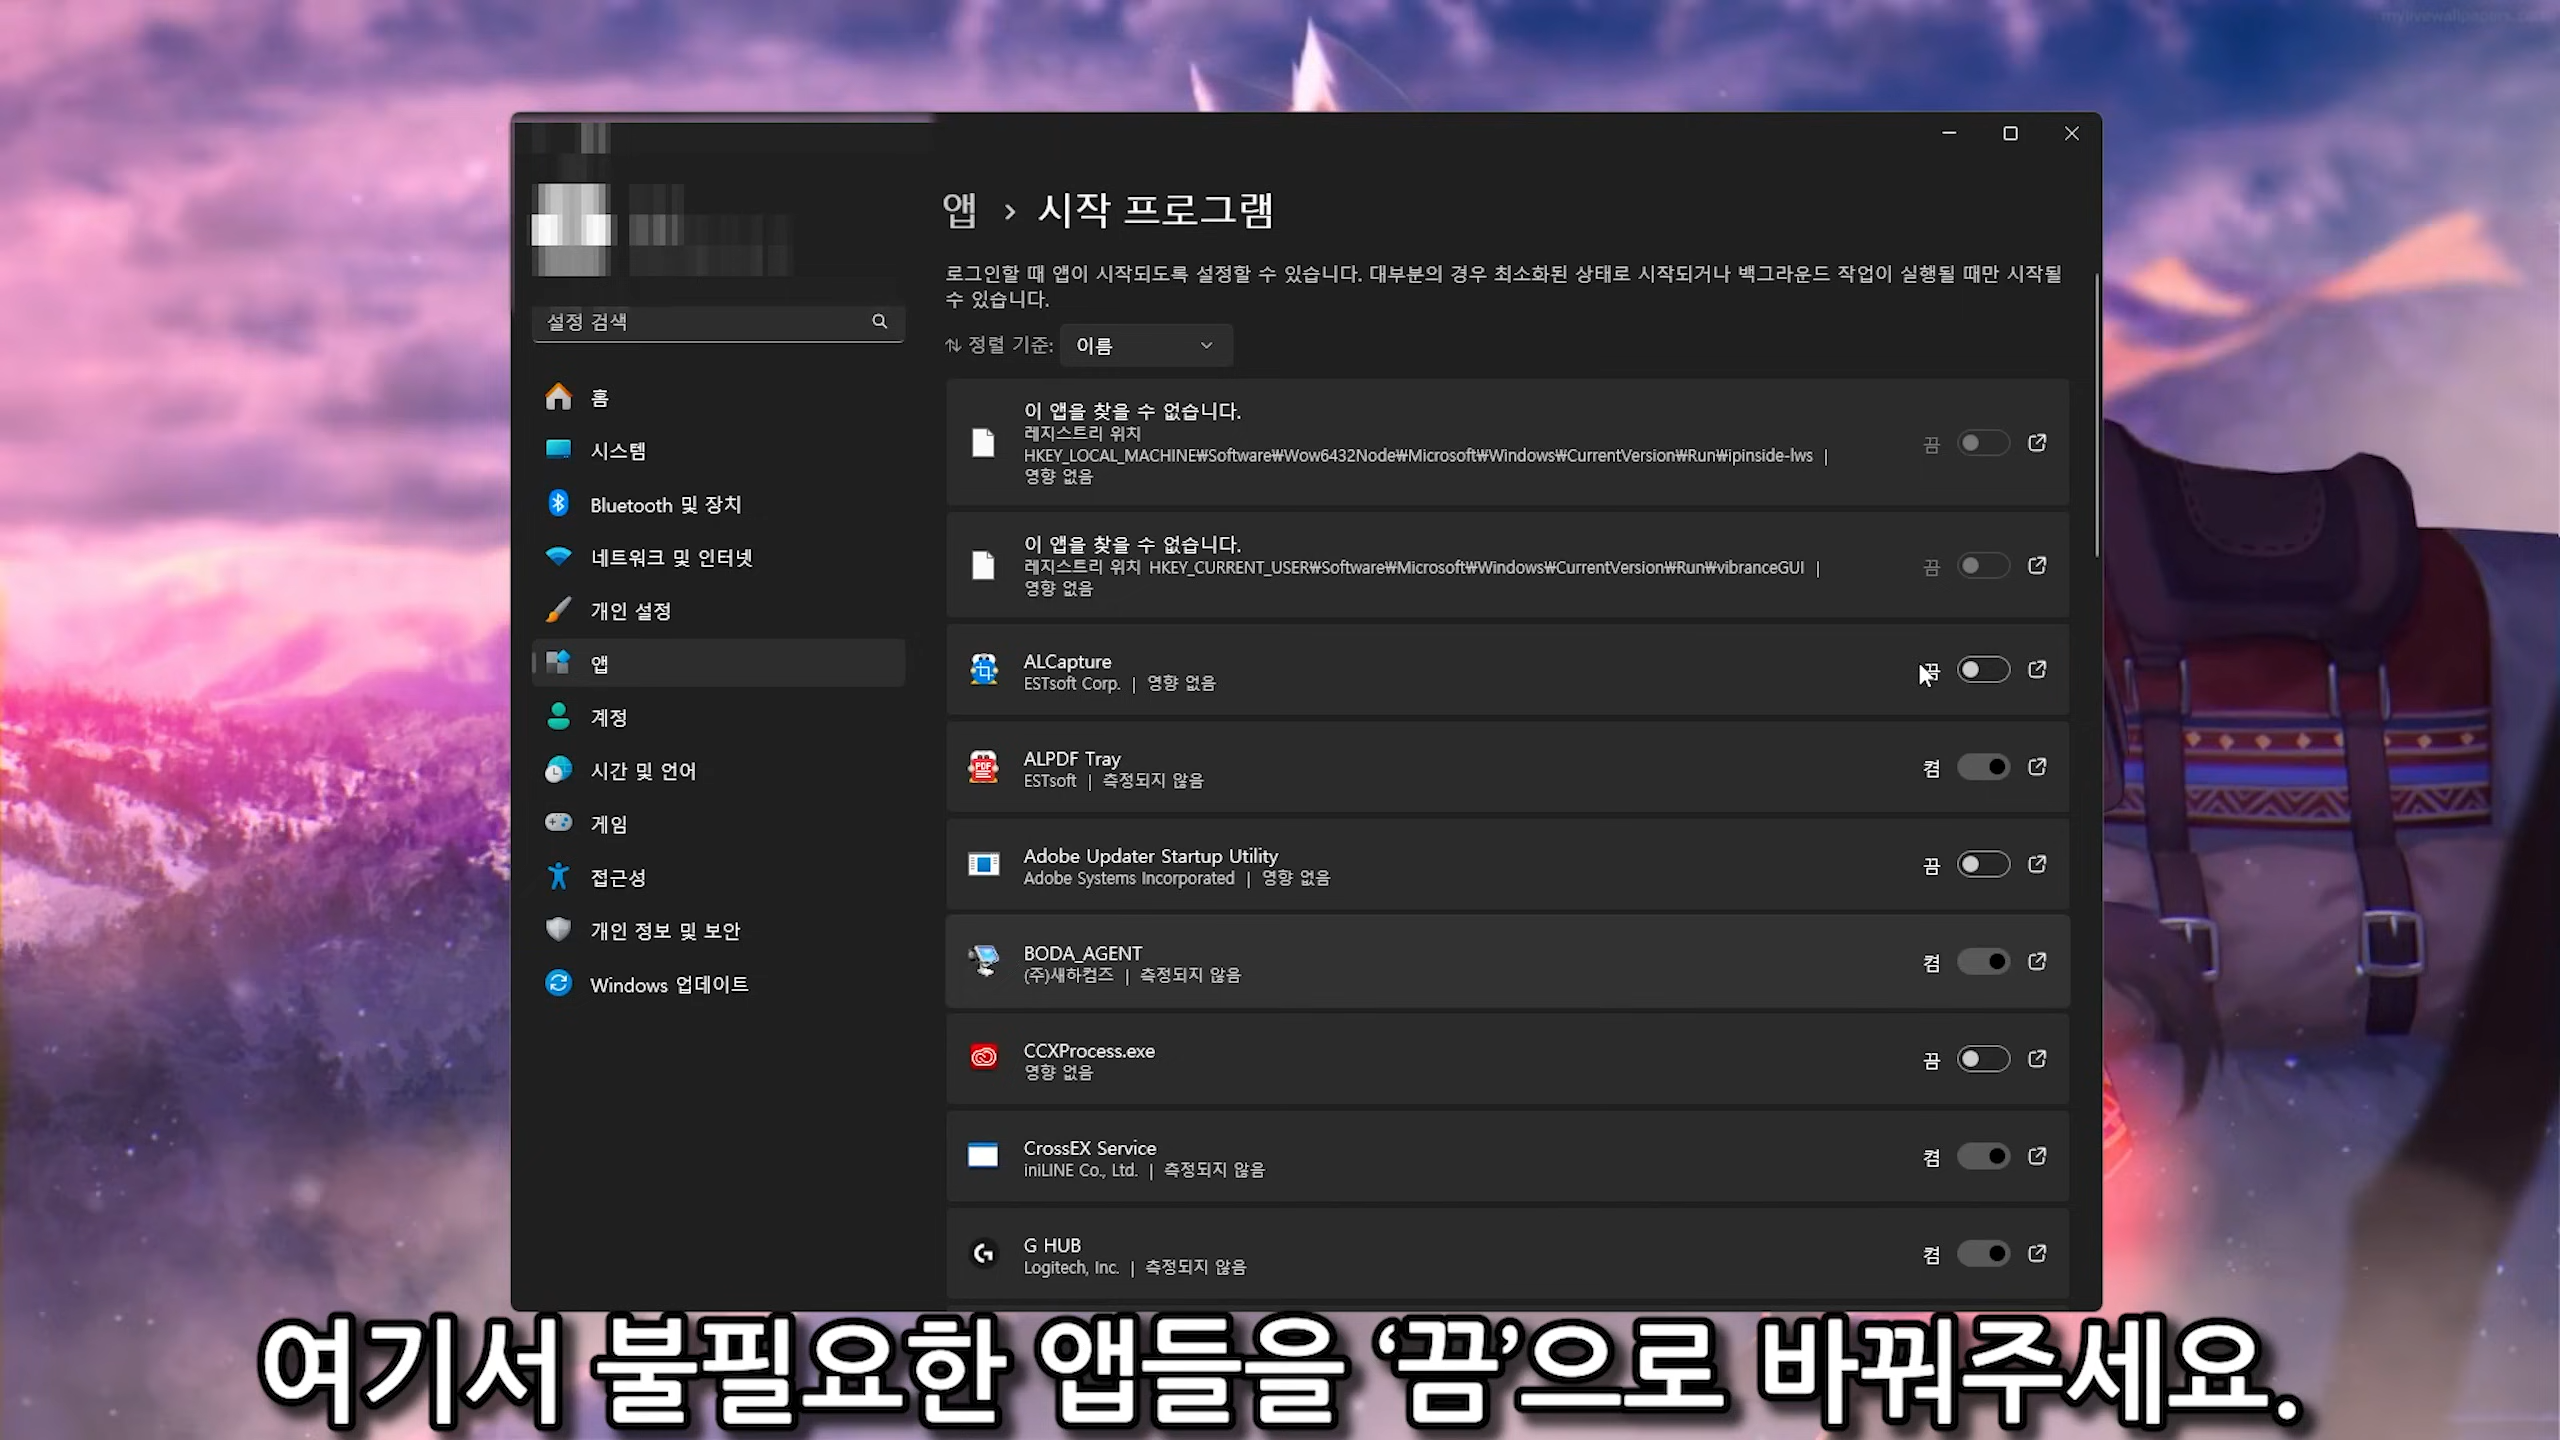 앱 › 시작 프로그램
로그인할 때 앱이 시작되도록 설정할 수 있습니다. 대부분의 경우 최소화된 상태로 시작되거나 백그라운드 작업이 실행될 때만 시작될
수 있습니다.
설정 검색
정렬 기준: 이름
홈
시스템
Bluetooth 및 장치
네트워크 및 인터넷
개인 설정
앱
계정
시간 및 언어
게임
접근성
개인 정보 및 보안
Windows 업데이트
이 앱을 찾을 수 없습니다.
레지스트리 위치
HKEY_LOCAL_MACHINE₩Software₩Wow6432Node₩Microsoft₩Windows₩CurrentVersion₩Run₩ipinside-lws |
영향 없음
끔
이 앱을 찾을 수 없습니다.
레지스트리 위치 HKEY_CURRENT_USER₩Software₩Microsoft₩Windows₩CurrentVersion₩Run₩vibranceGUI |
영향 없음
끔
ALCapture
ESTsoft Corp. | 영향 없음
끔
ALPDF Tray
ESTsoft | 측정되지 않음
켬
Adobe Updater Startup Utility
Adobe Systems Incorporated | 영향 없음
끔
BODA_AGENT
(주)새하컴즈 | 측정되지 않음
켬
CCXProcess.exe
영향 없음
끔
CrossEX Service
iniLINE Co., Ltd. | 측정되지 않음
켬
G HUB
Logitech, Inc. | 측정되지 않음
켬
여기서 불필요한 앱들을 ‘끔’으로 바꿔주세요.